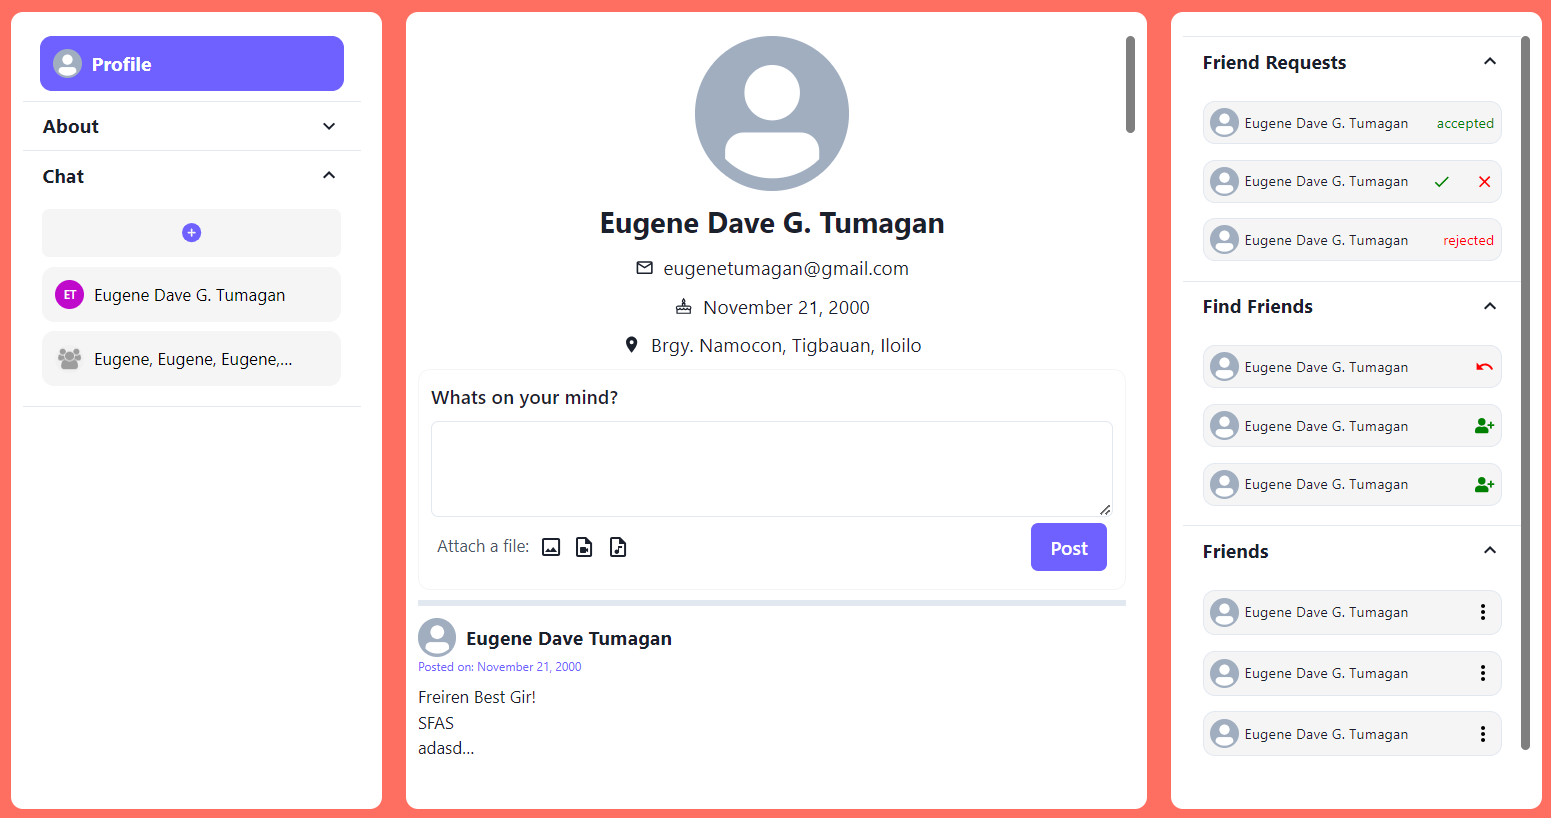 Profile
About
Chat
ET
Eugene Dave G. Tumagan
Eugene, Eugene, Eugene,...
Eugene Dave G. Tumagan
eugenetumagan@gmail.com
November 21, 2000
Brgy. Namocon, Tigbauan, Iloilo
Whats on your mind?
Attach a file:
Post
Eugene Dave Tumagan
Posted on: November 21, 2000
Freiren Best Gir!
SFAS
adasd...
Friend Requests
Eugene Dave G. Tumagan accepted
Eugene Dave G. Tumagan
Eugene Dave G. Tumagan rejected
Find Friends
Eugene Dave G. Tumagan
Eugene Dave G. Tumagan
Eugene Dave G. Tumagan
Friends
Eugene Dave G. Tumagan
Eugene Dave G. Tumagan
Eugene Dave G. Tumagan